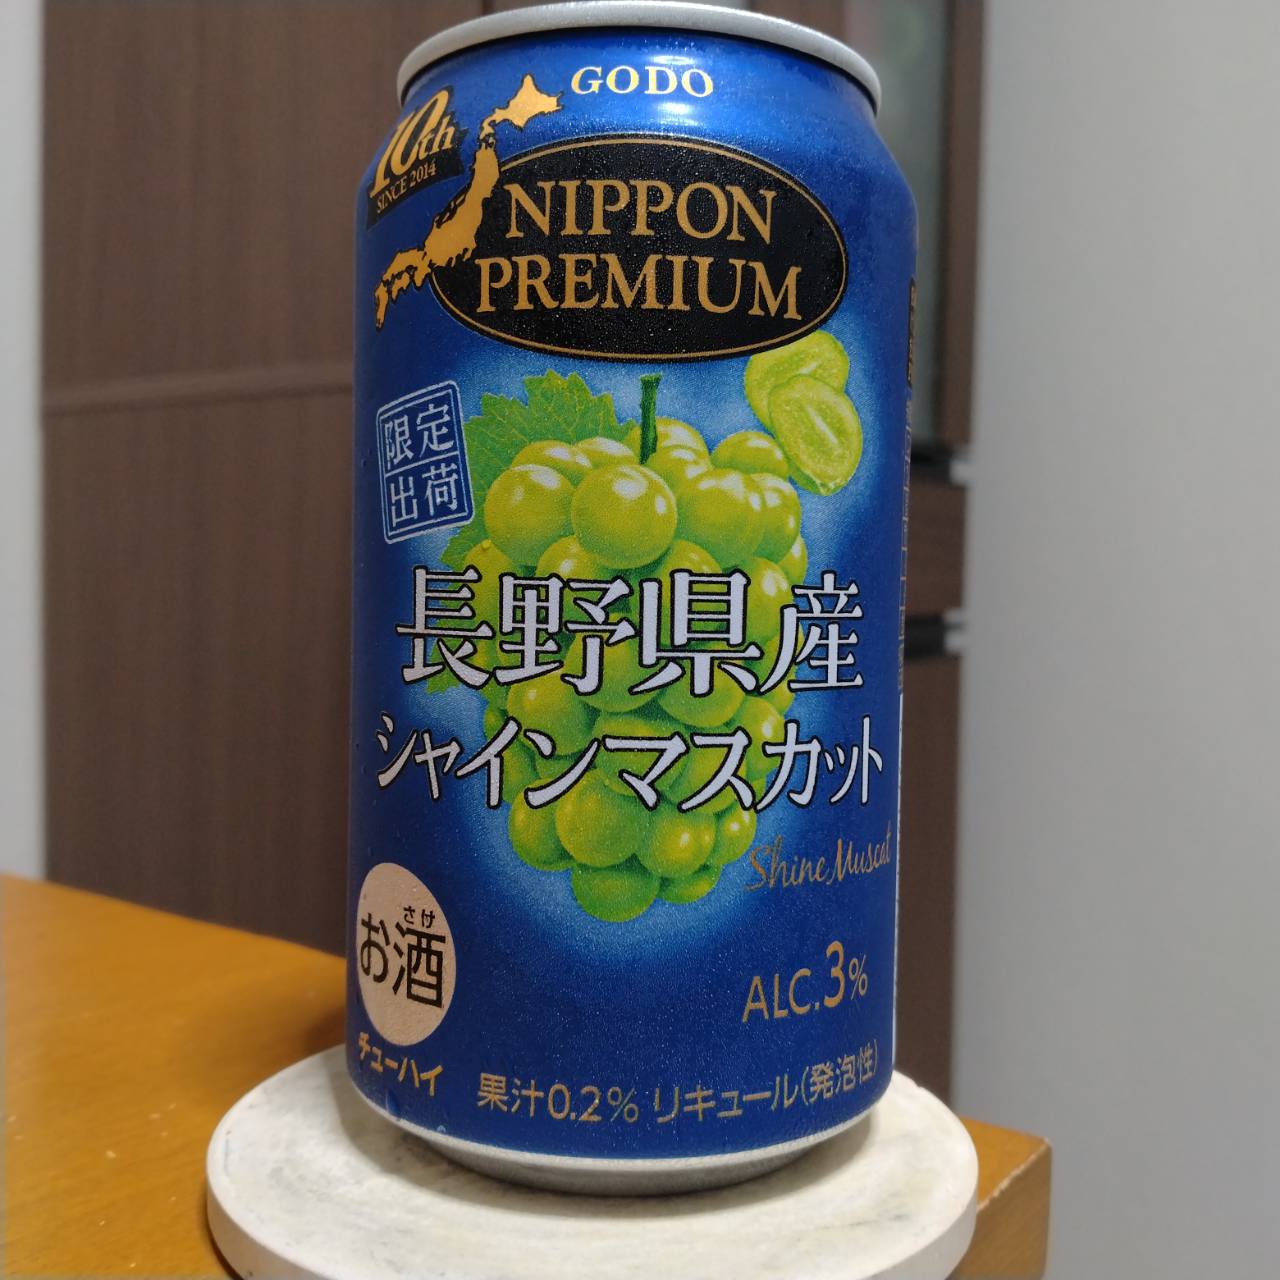 GODO
10th
SINCE 2014
NIPPON
PREMIUM
限定
出荷
長野県産
シャインマスカット
Shine Muscat
さけ
お酒
チューハイ
ALC.3%
果汁0.2% リキュール(発泡性)